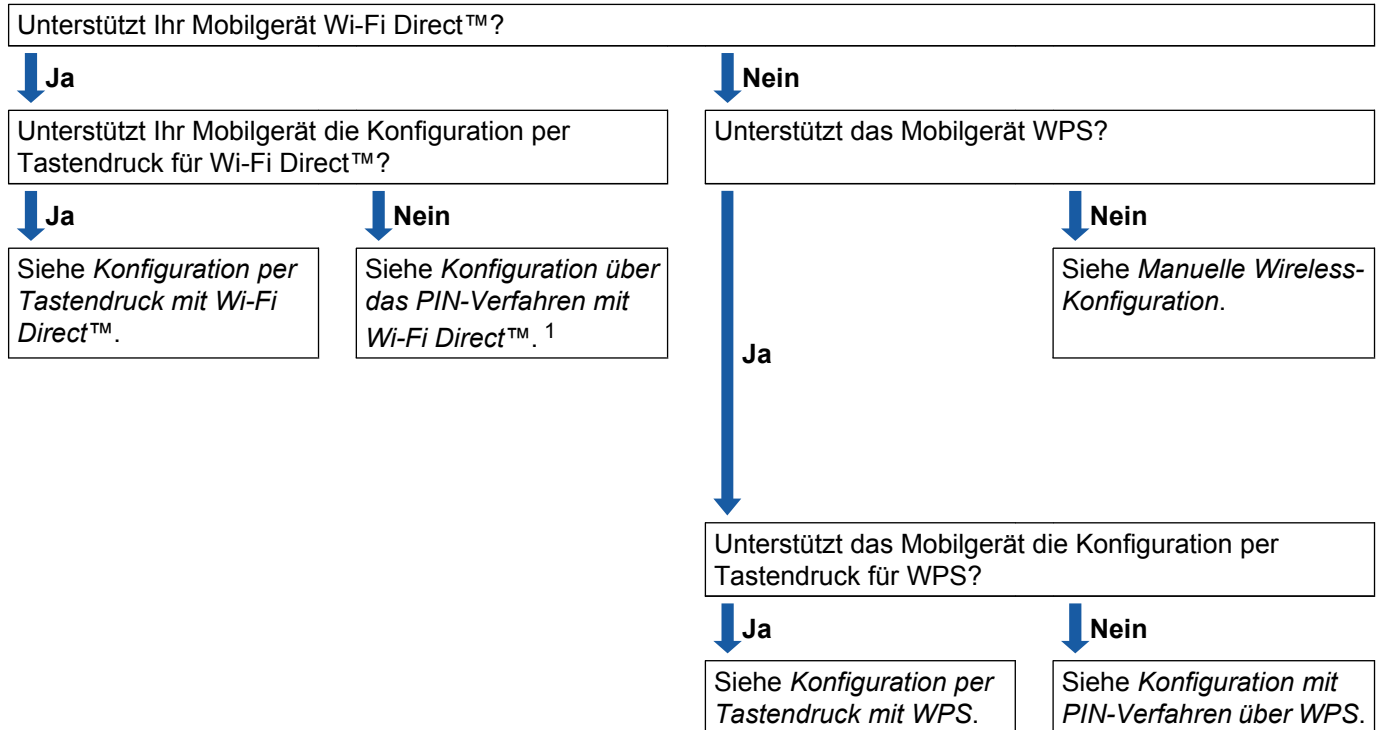 Unterstützt Ihr Mobilgerät Wi-Fi Direct™?
Ja
Nein
Unterstützt Ihr Mobilgerät die Konfiguration per
Tastendruck für Wi-Fi Direct™?
Unterstützt das Mobilgerät WPS?
Ja
Nein
Nein
Siehe Konfiguration per
Tastendruck mit Wi-Fi
Direct™.
Siehe Konfiguration über
das PIN-Verfahren mit
Wi-Fi Direct™. 1
Siehe Manuelle Wireless-
Konfiguration.
Ja
Unterstützt das Mobilgerät die Konfiguration per
Tastendruck für WPS?
Ja
Nein
Siehe Konfiguration per
Tastendruck mit WPS.
Siehe Konfiguration mit
PIN-Verfahren über WPS.